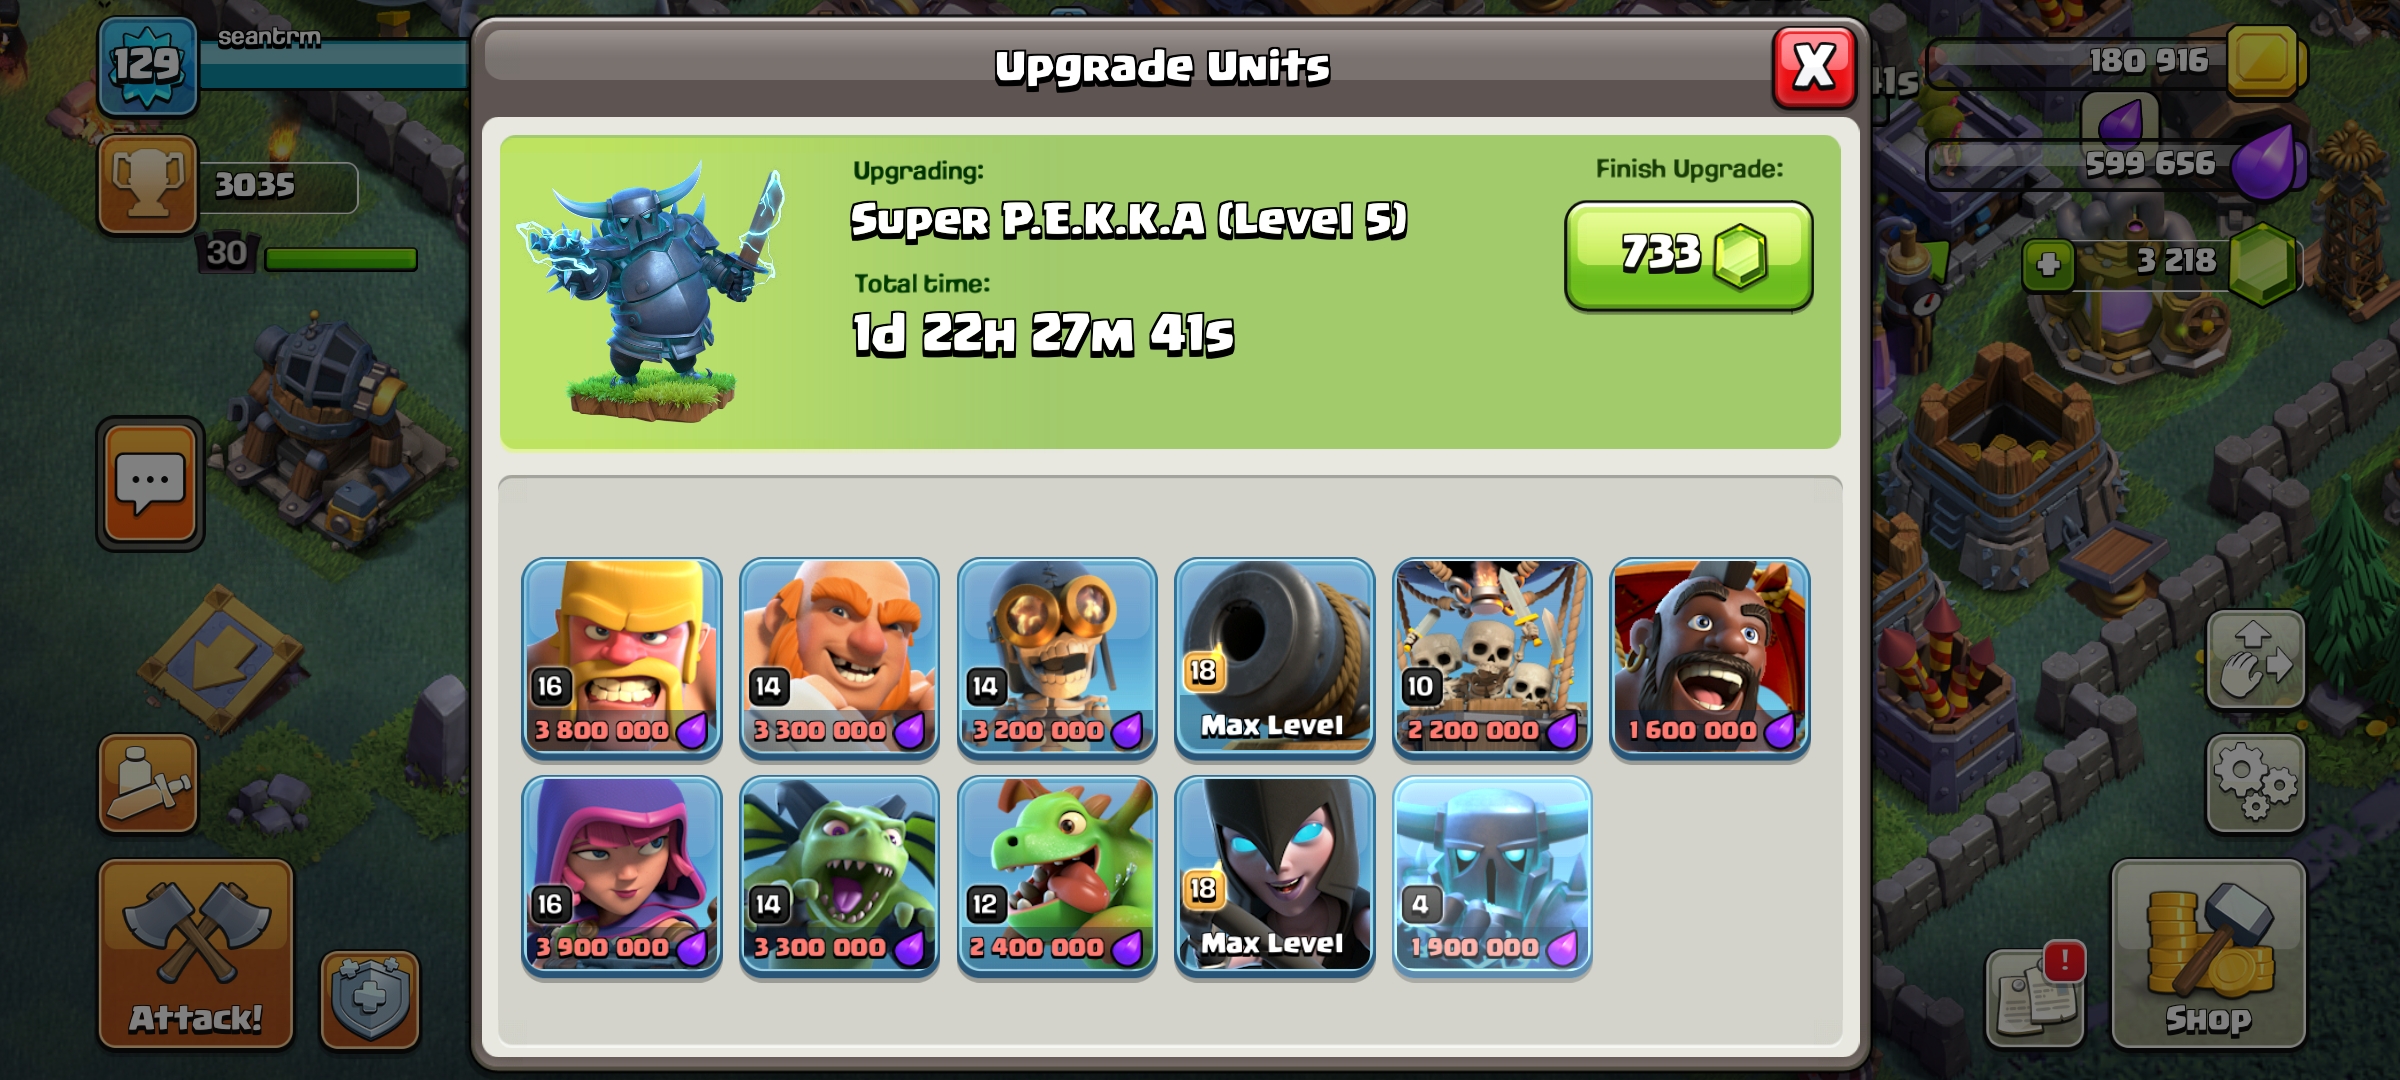 129
seantrm
3035
30
Attack!
Upgrade Units
X
Upgrading:
Super P.E.K.K.A (Level 5)
Total time:
1d 22H 27M 41s
Finish Upgrade:
733
16
3 800 000
14
3 300 000
14
3 200 000
18
Max Level
10
2 200 000
1 600 000
16
3 900 000
14
3 300 000
12
2 400 000
18
Max Level
4
1 900 000
41s
180 916
599 656
3 218
!
Shop